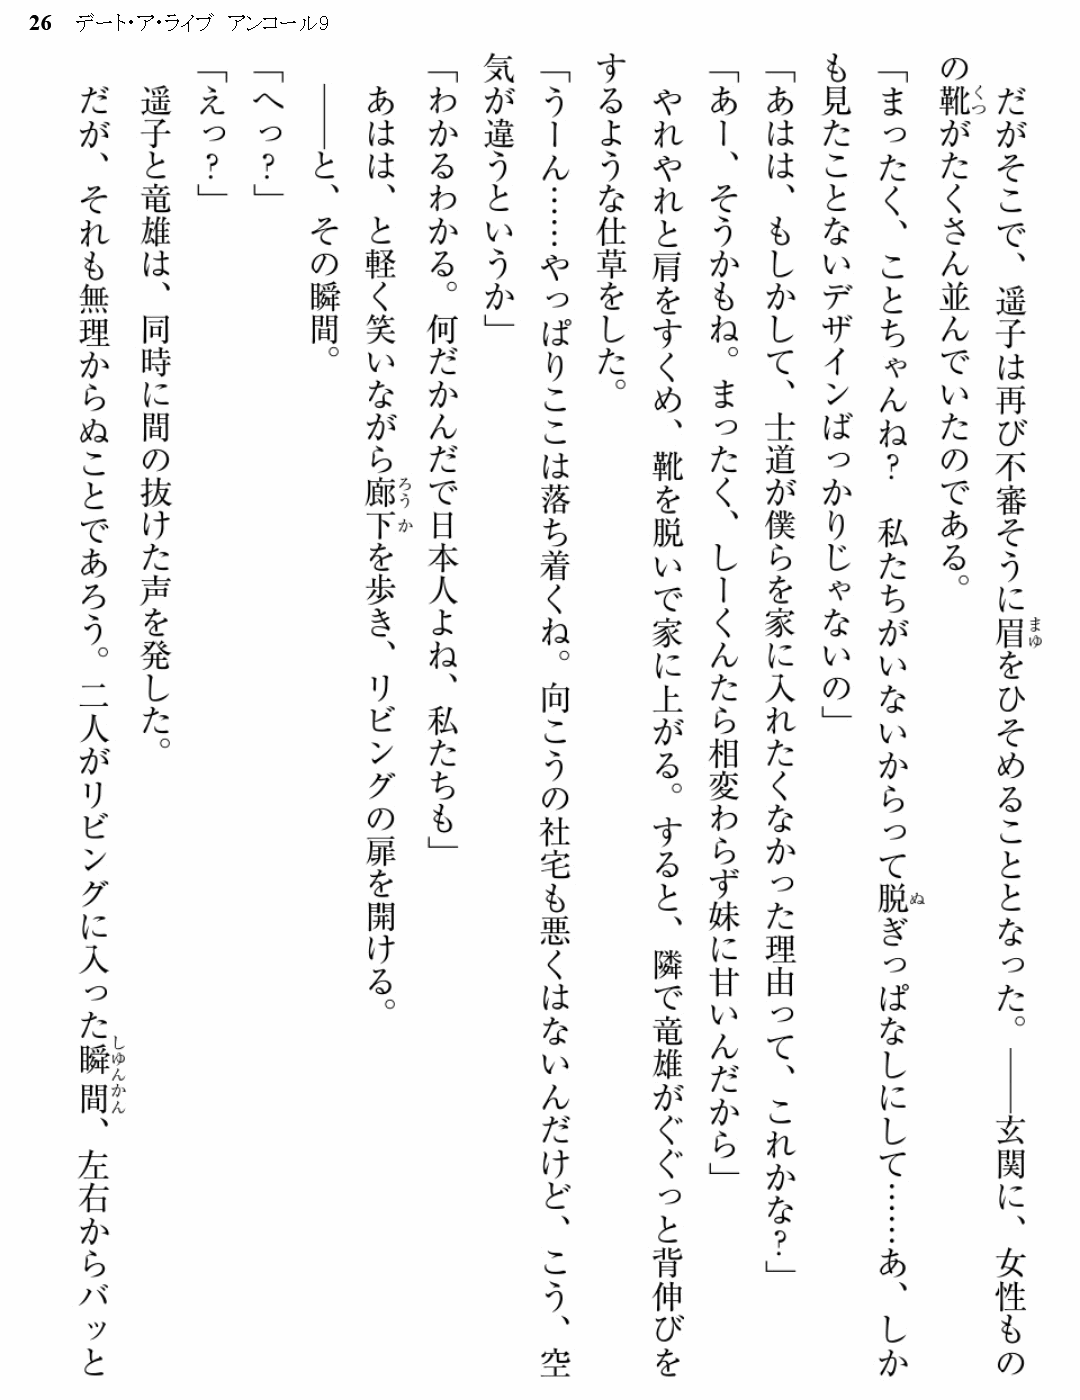 26 デート・ア・ライブ アンコール9
　だがそこで、遥子は再び不審そうに眉をひそめることとなった。――玄関に、女性もの
の靴がたくさん並んでいたのである。
「まったく、ことちゃんね？　私たちがいないからって脱ぎっぱなしにして……あ、しか
も見たことないデザインばっかりじゃないの」
「あはは、もしかして、士道が僕らを家に入れたくなかった理由って、これかな？」
「あー、そうかもね。まったく、しーくんたら相変わらず妹に甘いんだから」
　やれやれと肩をすくめ、靴を脱いで家に上がる。すると、隣で竜雄がぐぐっと背伸びを
するような仕草をした。
「うーん……やっぱりここは落ち着くね。向こうの社宅も悪くはないんだけど、こう、空
気が違うというか」
「わかるわかる。何だかんだで日本人よね、私たちも」
　あはは、と軽く笑いながら廊下を歩き、リビングの扉を開ける。
　――と、その瞬間。
「へっ？」
「えっ？」
　遥子と竜雄は、同時に間の抜けた声を発した。
　だが、それも無理からぬことであろう。二人がリビングに入った瞬間、左右からバッと